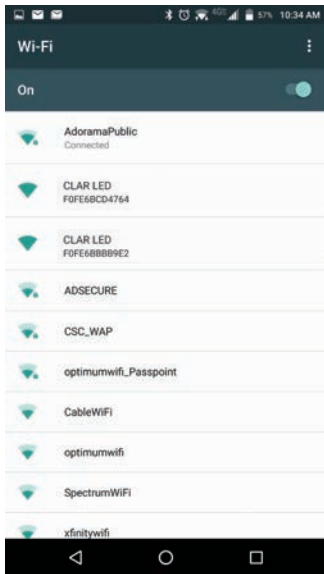 57% 10:34 AM
Wi-Fi
On
AdoramaPublic
Connected
CLAR LED
F0FE6BCD4764
CLAR LED
F0FE6BBBB9E2
ADSECURE
CSC_WAP
optimumwifi_Passpoint
CableWiFi
optimumwifi
SpectrumWiFi
xfinitywifi